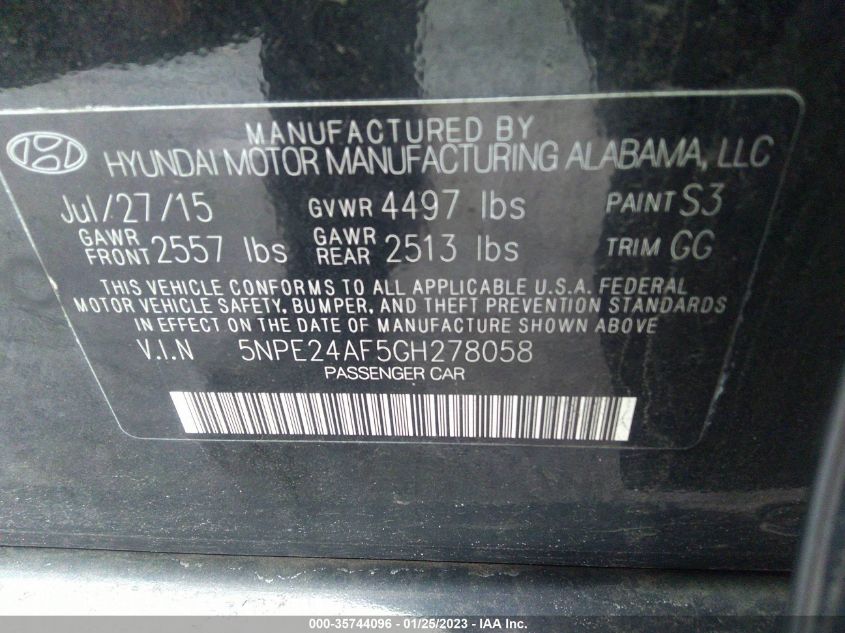 MANUFACTURED BY
HYUNDAI MOTOR MANUFACTURING ALABAMA, LLC
Jul/27/15 GVWR 4497 lbs PAINT S3
GAWR FRONT 2557 lbs GAWR REAR 2513 lbs TRIM GG
THIS VEHICLE CONFORMS TO ALL APPLICABLE U.S.A. FEDERAL
MOTOR VEHICLE SAFETY, BUMPER, AND THEFT PREVENTION STANDARDS
IN EFFECT ON THE DATE OF MANUFACTURE SHOWN ABOVE
V.I.N 5NPE24AF5GH278058
PASSENGER CAR
000-35744096 - 01/25/2023 - IAA Inc.